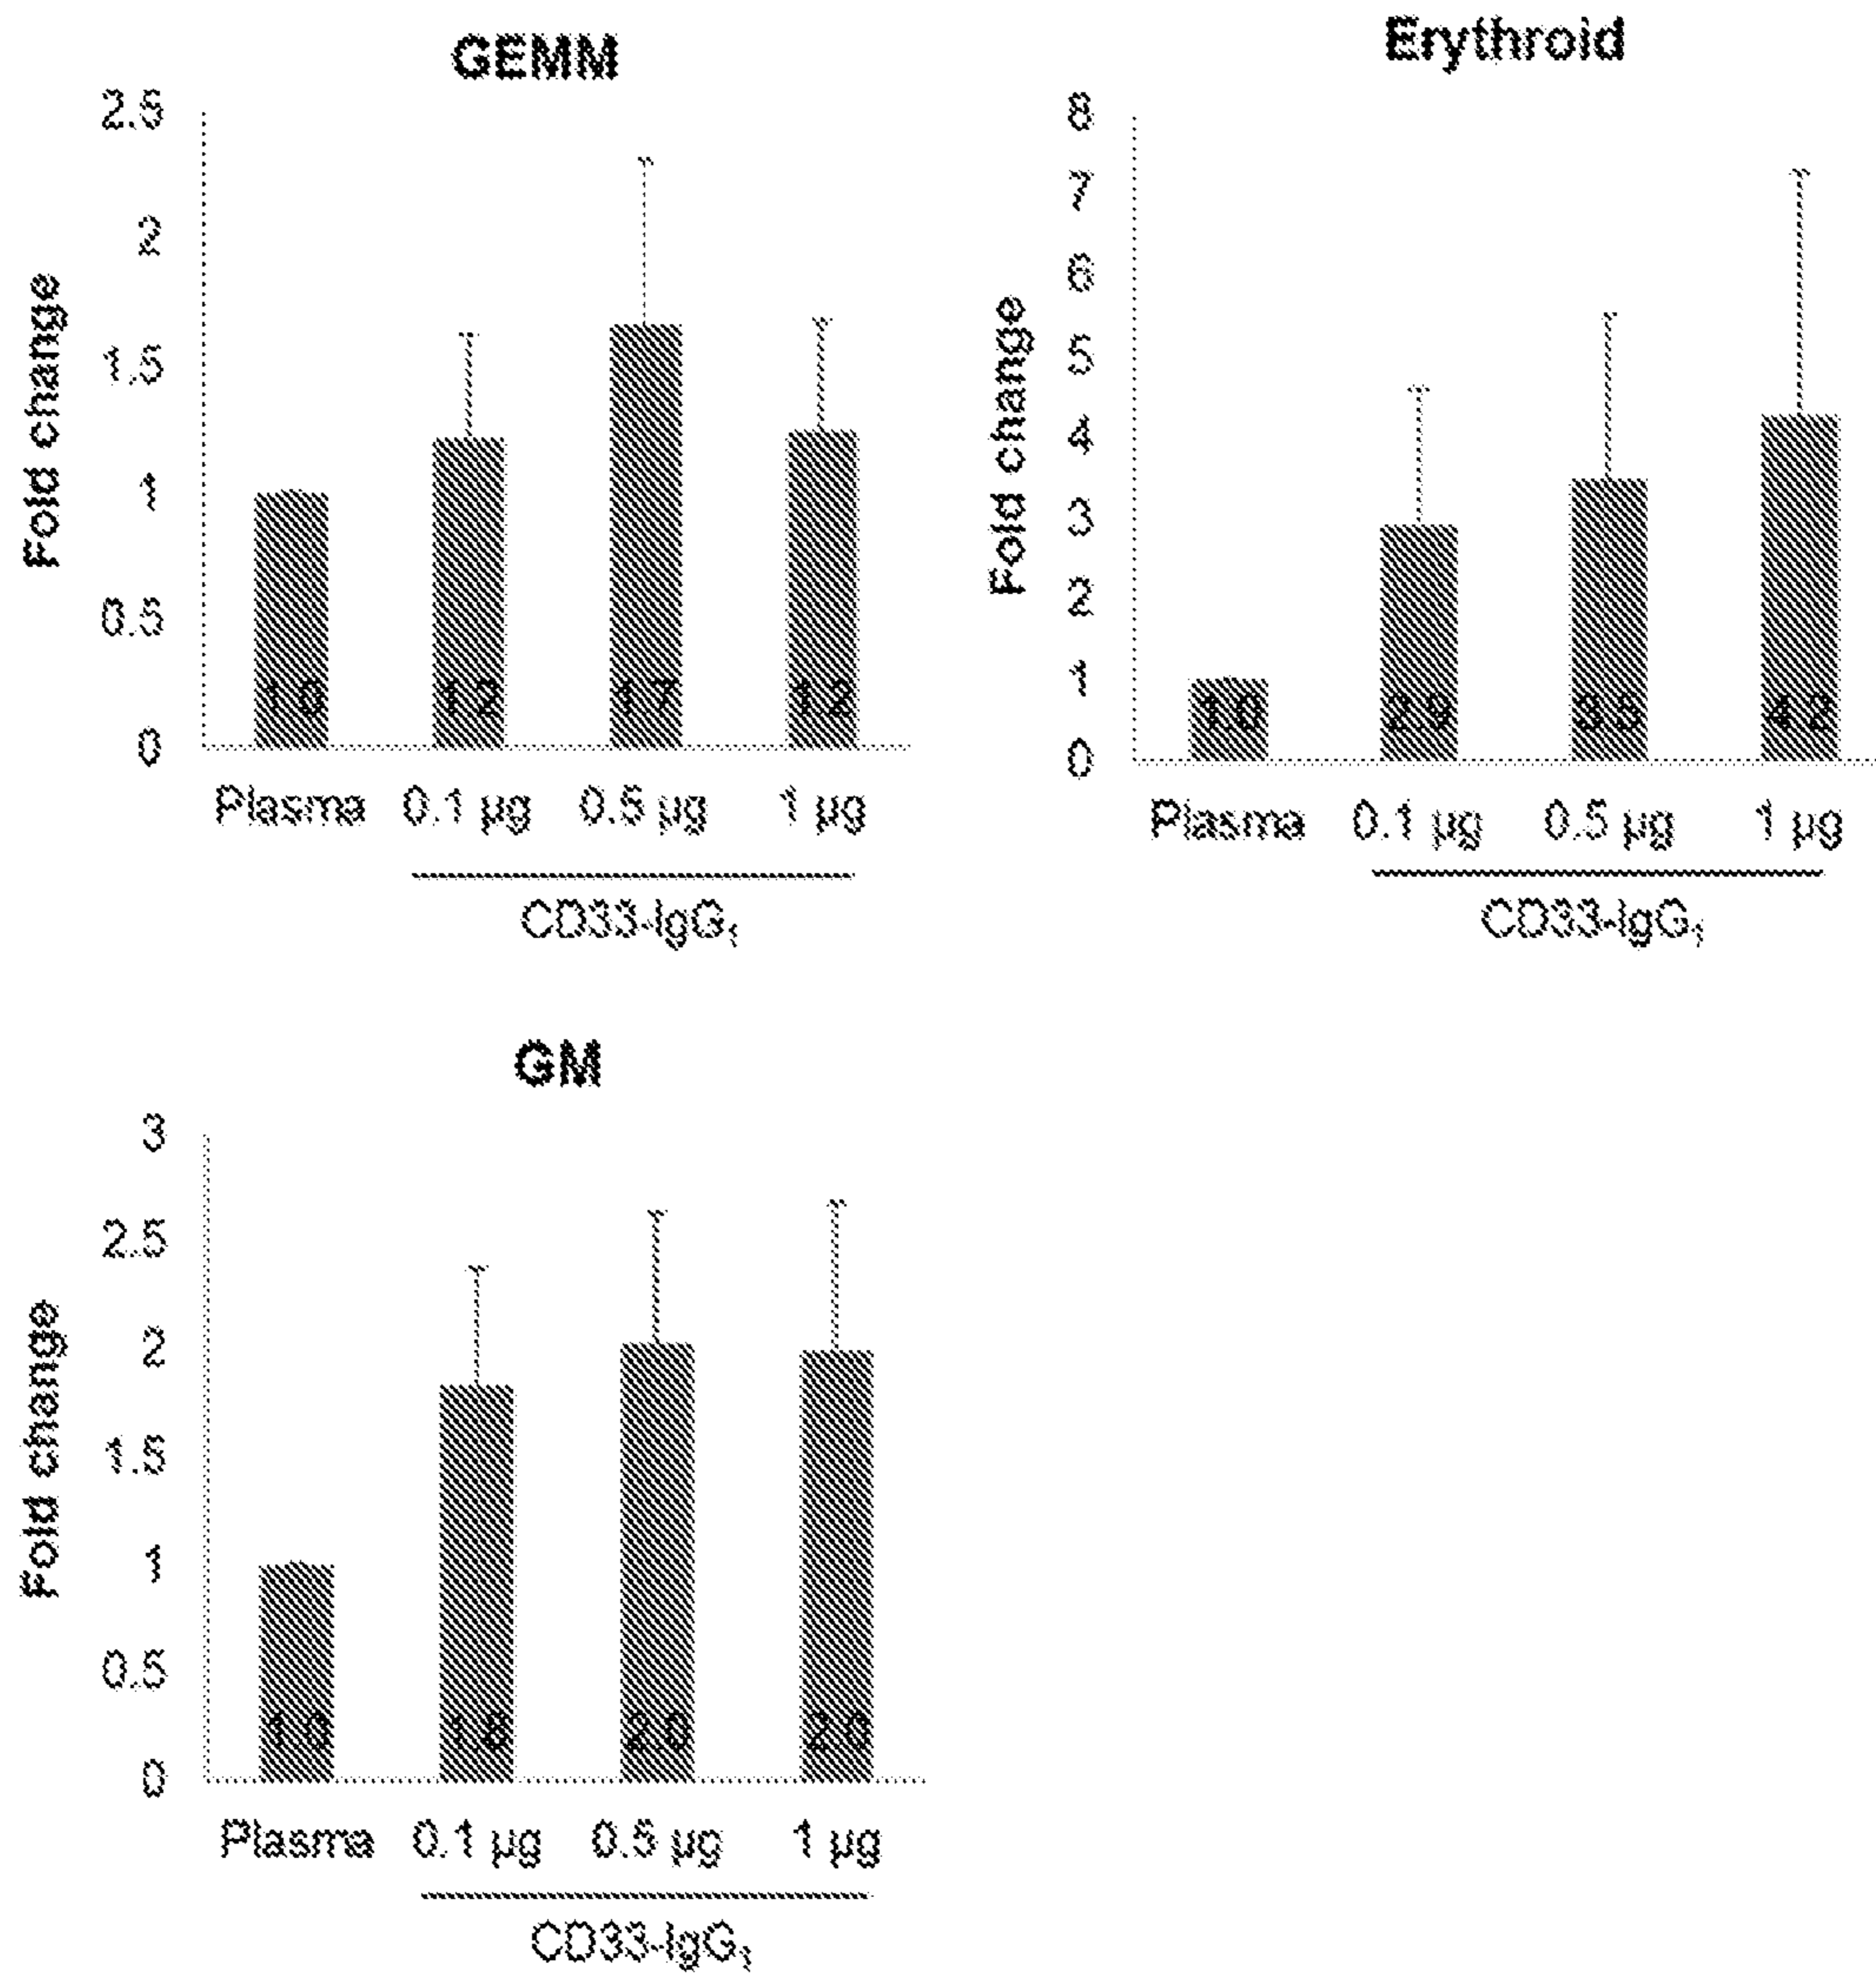 GEMM
Fold change
2.5
2
1.5
1
0.5
0
1.0 1.2 1.7 1.2
Plasma 0.1 µg 0.5 µg 1 µg
CD33-IgG₁
Erythroid
Fold change
8
7
6
5
4
3
2
1
0
1.0 2.9 3.5 4.2
Plasma 0.1 µg 0.5 µg 1 µg
CD33-IgG₁
GM
Fold change
3
2.5
2
1.5
1
0.5
0
1.0 1.8 2.0 2.0
Plasma 0.1 µg 0.5 µg 1 µg
CD33-IgG₁